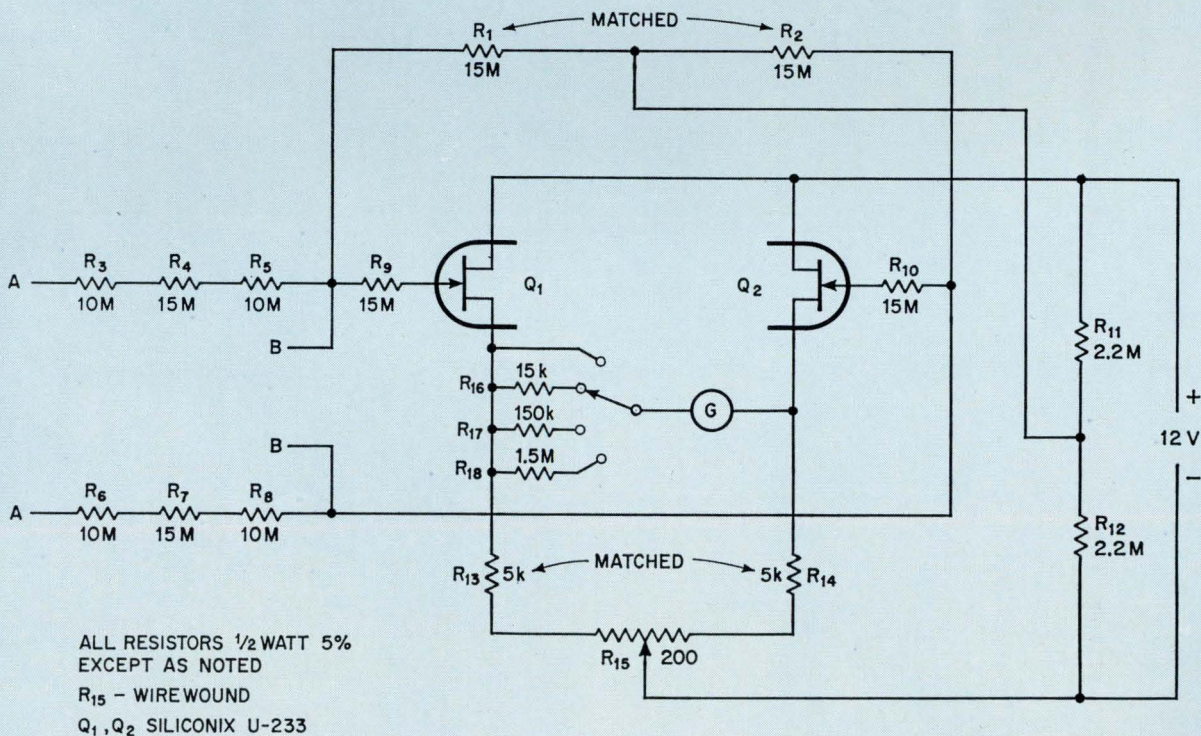 MATCHED
R1
15M
R2
15M
A
R3
10M
R4
15M
R5
10M
R9
15M
Q1
Q2
R10
15M
B
R16
15k
150k
R17
1.5M
R18
G
R11
2.2M
+
12 V
−
B
A
R6
10M
R7
15M
R8
10M
R12
2.2M
MATCHED
R13
5k
5k
R14
R15
200
ALL RESISTORS 1/2 WATT 5%
EXCEPT AS NOTED
R15 – WIREWOUND
Q1, Q2 SILICONIX U-233